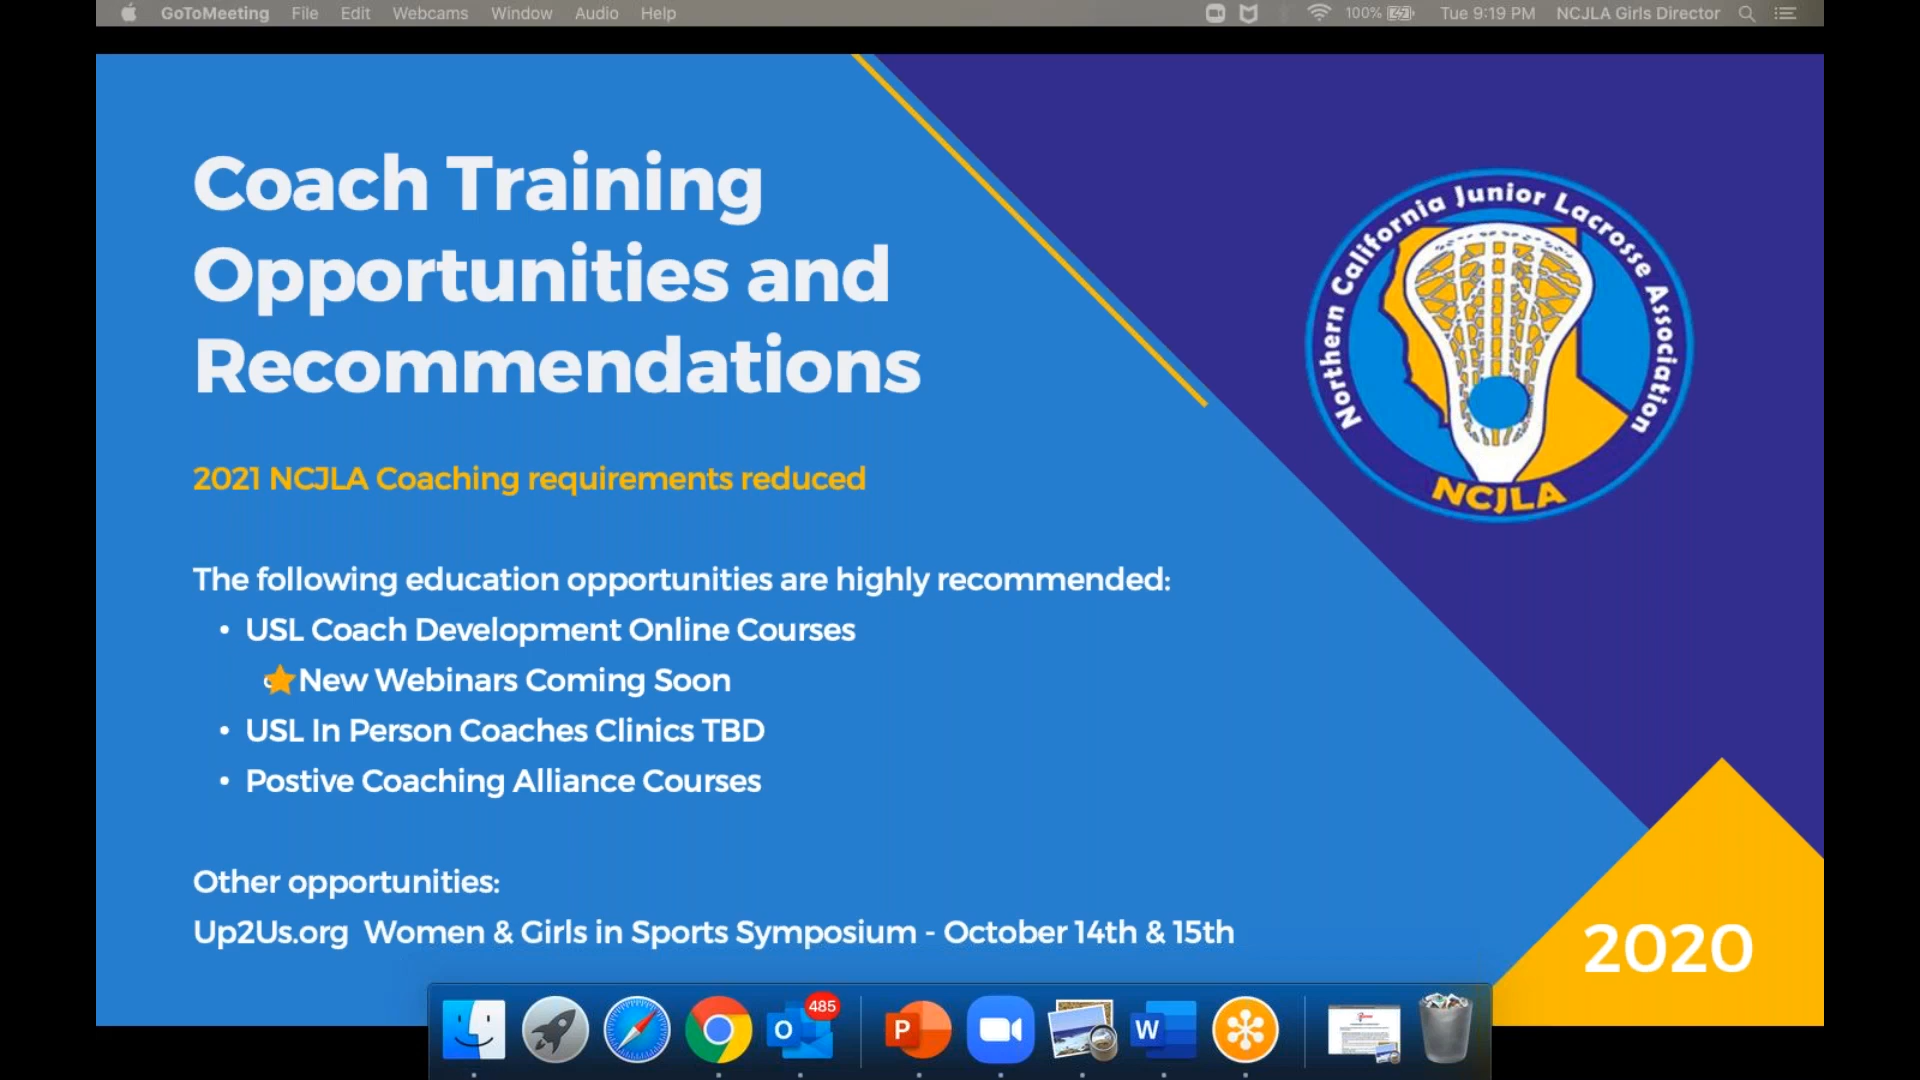 GoToMeeting File Edit Webcams Window Audio Help 100% Tue 9:19 PM NCJLA Girls Director
Coach Training
Opportunities and
Recommendations
Northern California Junior Lacrosse Association
NCJLA
2021 NCJLA Coaching requirements reduced
The following education opportunities are highly recommended:
• USL Coach Development Online Courses
New Webinars Coming Soon
• USL In Person Coaches Clinics TBD
• Postive Coaching Alliance Courses
Other opportunities:
Up2Us.org Women & Girls in Sports Symposium - October 14th & 15th
2020
485
O
P
W